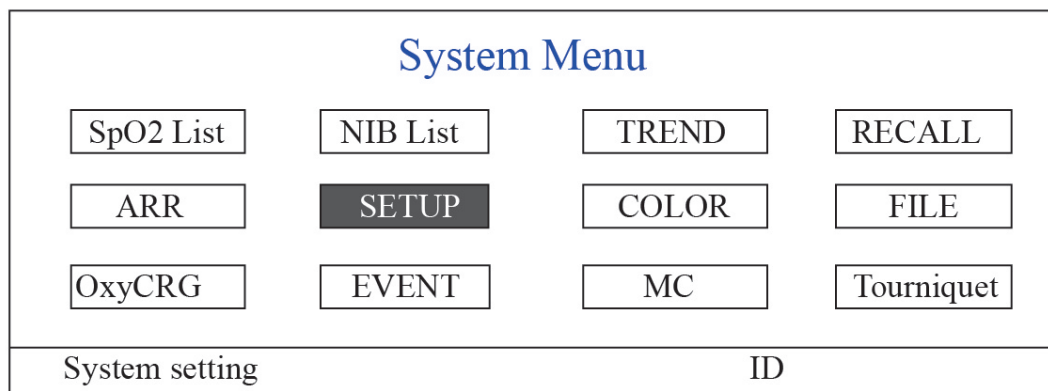 System Menu
SpO2 List NIB List TREND RECALL
ARR SETUP COLOR FILE
OxyCRG EVENT MC Tourniquet
System setting ID